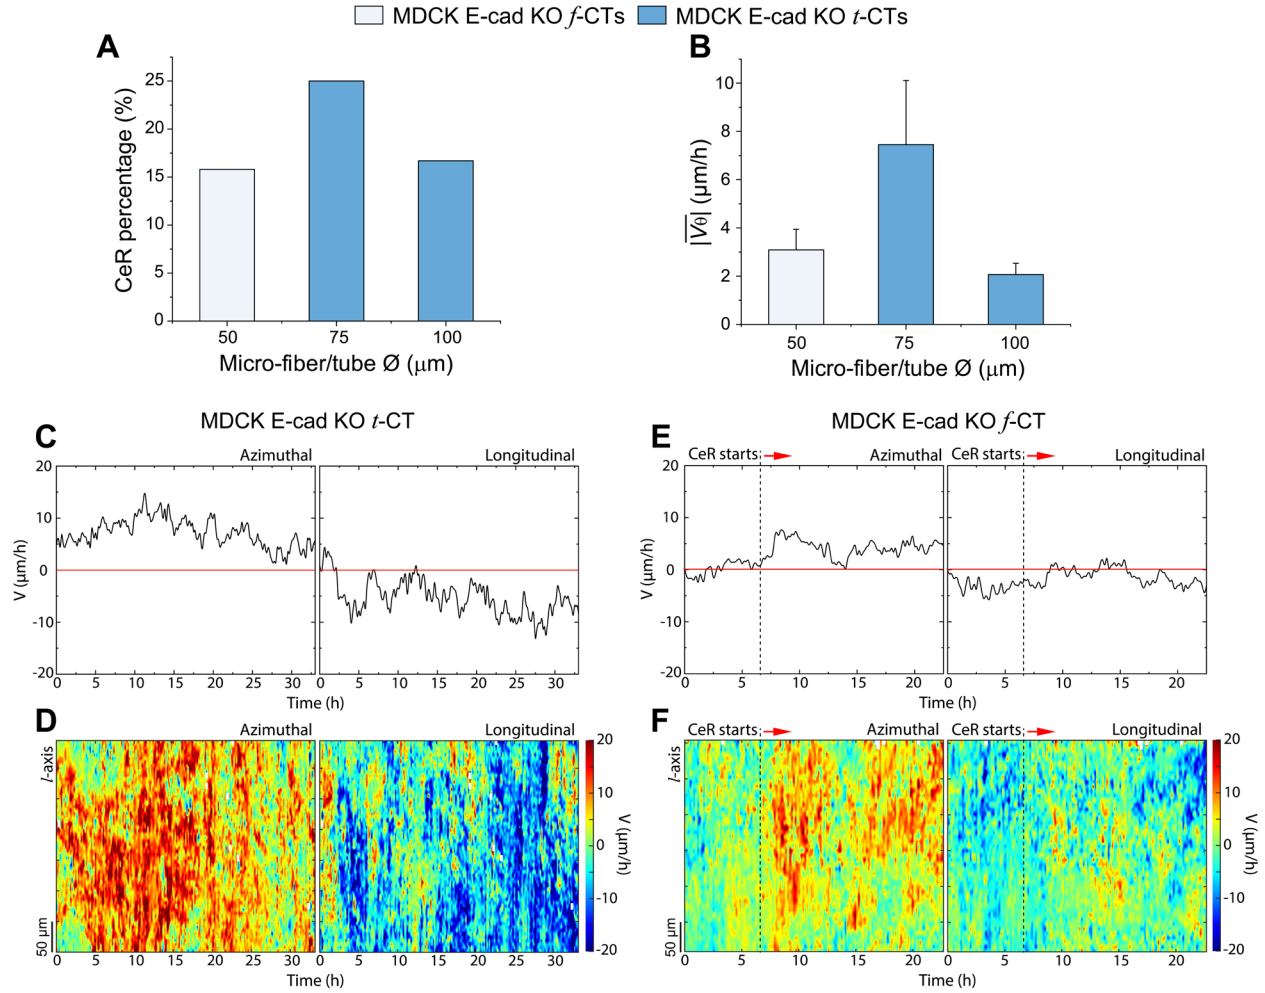 MDCK E-cad KO f-CTs MDCK E-cad KO t-CTs
A
CeR percentage (%)
25
20
15
10
5
0
50 75 100
Micro-fiber/tube Ø (μm)
B
|Vθ| (μm/h)
10
8
6
4
2
0
50 75 100
Micro-fiber/tube Ø (μm)
MDCK E-cad KO t-CT
C
Azimuthal Longitudinal
V (μm/h)
20
10
0
-10
-20
0 5 10 15 20 25 30 0 5 10 15 20 25 30
Time (h) Time (h)
D
Azimuthal Longitudinal
l-axis
50 μm
0 5 10 15 20 25 30 0 5 10 15 20 25 30
Time (h) Time (h)
20
10
0
-10
-20
V (μm/h)
MDCK E-cad KO f-CT
E
CeR starts Azimuthal CeR starts Longitudinal
V (μm/h)
20
10
0
-10
-20
0 5 10 15 20 0 5 10 15 20
Time (h) Time (h)
F
CeR starts Azimuthal CeR starts Longitudinal
l-axis
50 μm
0 5 10 15 20 0 5 10 15 20
Time (h) Time (h)
20
10
0
-10
-20
V (μm/h)